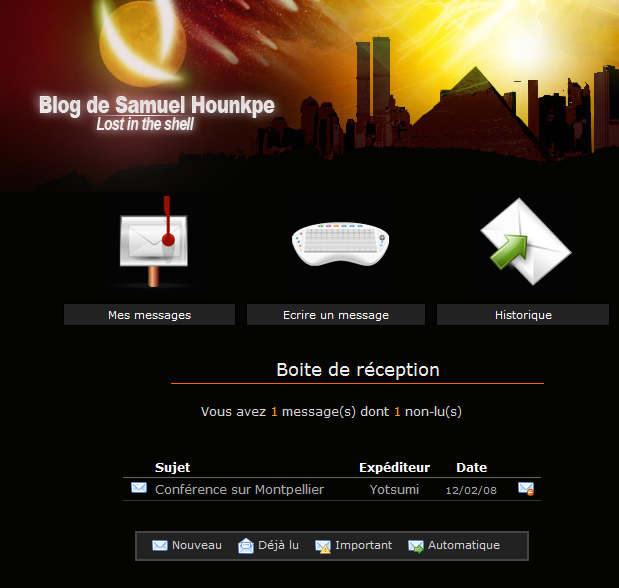 Blog de Samuel Hounkpe
Lost in the shell
Mes messages Ecrire un message Historique
Boite de réception
Vous avez 1 message(s) dont 1 non-lu(s)
Sujet Expéditeur Date
Conférence sur Montpellier Yotsumi 12/02/08
Nouveau Déjà lu Important Automatique